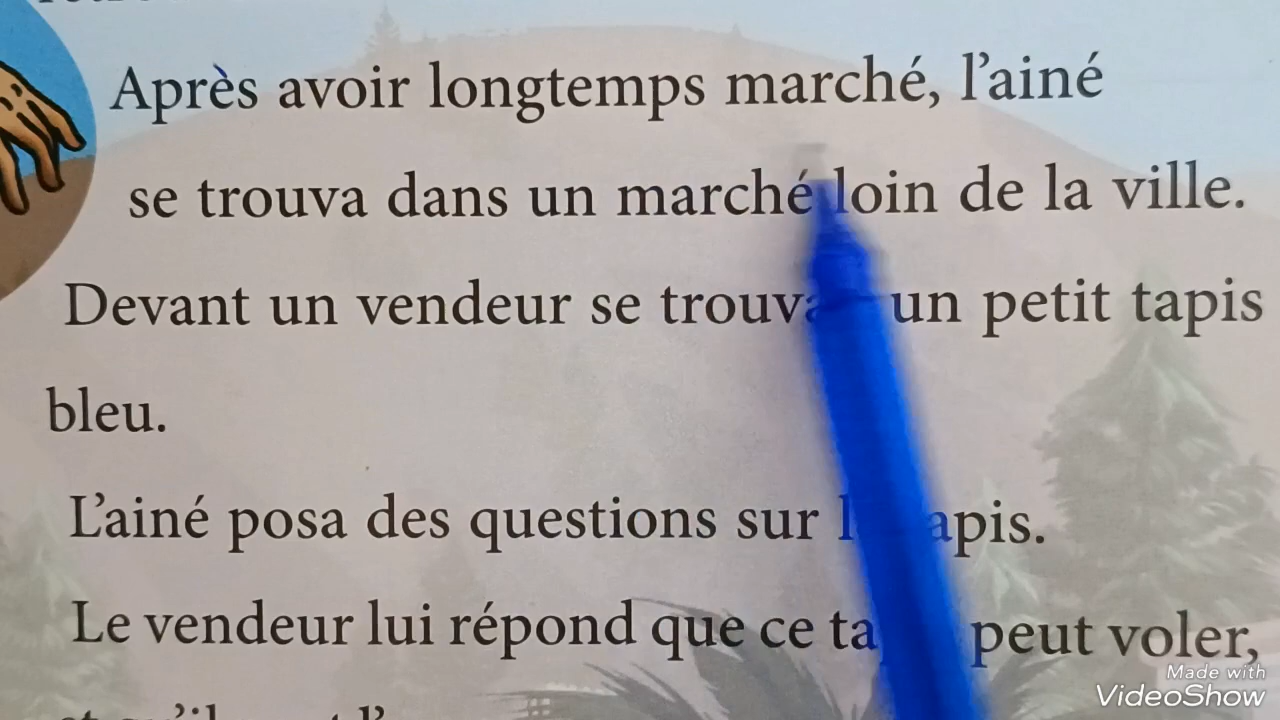 Après avoir longtemps marché, l'ainé
se trouva dans un marché loin de la ville.
Devant un vendeur se un petit tapis
bleu.
L'ainé posa des questions sur
Le vendeur lui répond que ce peut voler,
Made with
VideoShow